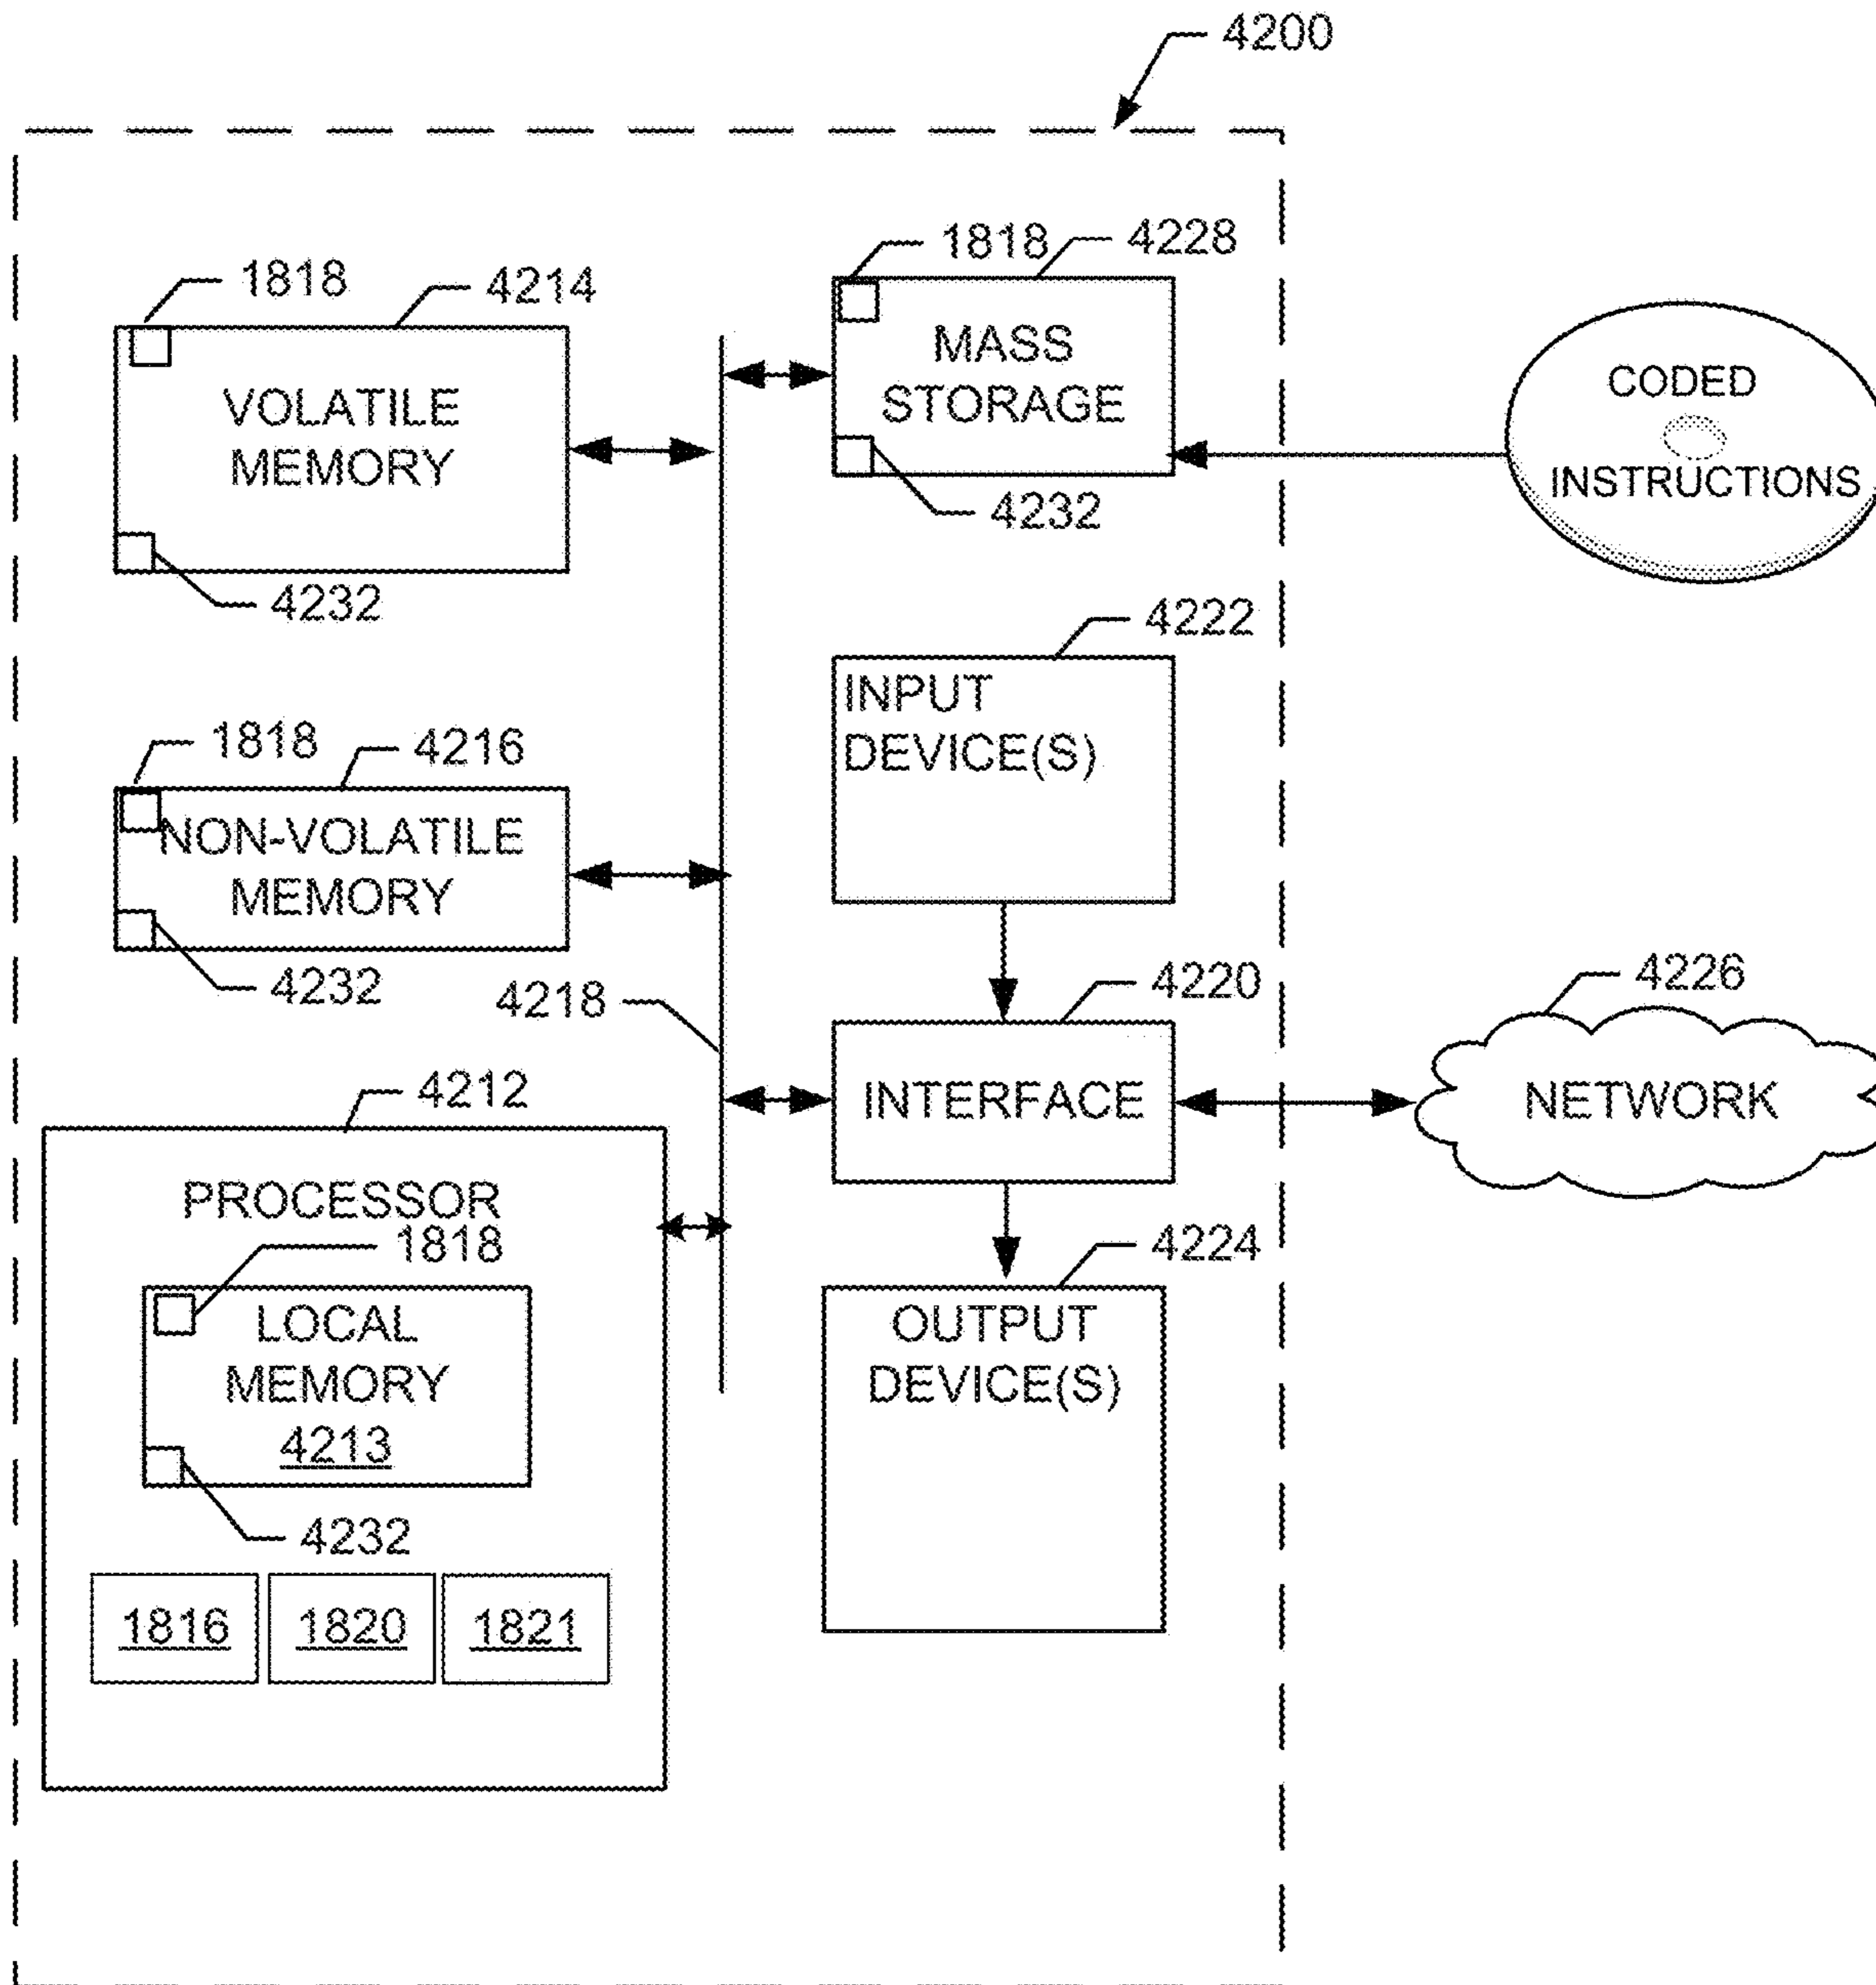 4200
1818
4228
MASS
STORAGE
4232
1818
4214
VOLATILE
MEMORY
4232
CODED
INSTRUCTIONS
4222
INPUT
DEVICE(S)
1818
4216
NON-VOLATILE
MEMORY
4232
4218
4220
INTERFACE
4226
NETWORK
4212
PROCESSOR
1818
LOCAL
MEMORY
4213
4232
1816
1820
1821
4224
OUTPUT
DEVICE(S)